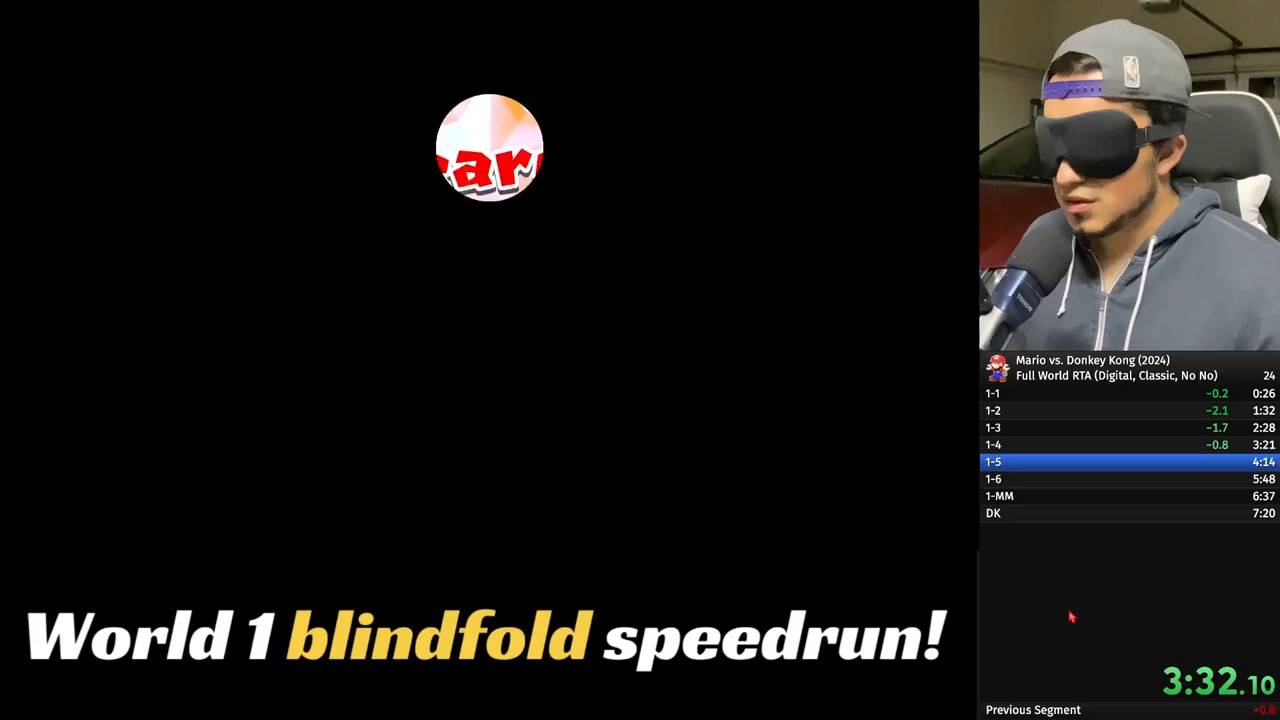 ar
World 1 blindfold speedrun!
Mario vs. Donkey Kong (2024)
Full World RTA (Digital, Classic, No No) 24
1-1 -0.2 0:26
1-2 -2.1 1:32
1-3 -1.7 2:28
1-4 -0.8 3:21
1-5 4:14
1-6 5:48
1-MM 6:37
DK 7:20
3:32.10
Previous Segment +0.8